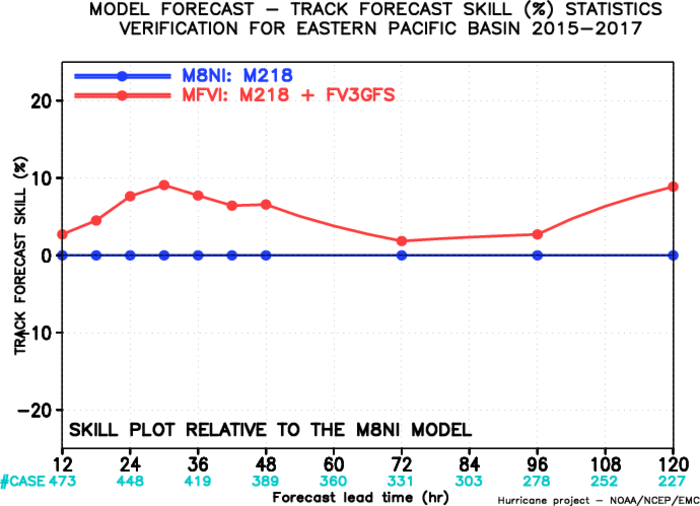 MODEL FORECAST – TRACK FORECAST SKILL (%) STATISTICS
VERIFICATION FOR EASTERN PACIFIC BASIN 2015–2017
M8NI: M218
MFVI: M218 + FV3GFS
20
10
0
–10
–20
TRACK FORECAST SKILL (%)
SKILL PLOT RELATIVE TO THE M8NI MODEL
12 24 36 48 60 72 84 96 108 120
#CASE 473 448 419 389 360 331 303 278 252 227
Forecast lead time (hr)
Hurricane project – NOAA/NCEP/EMC